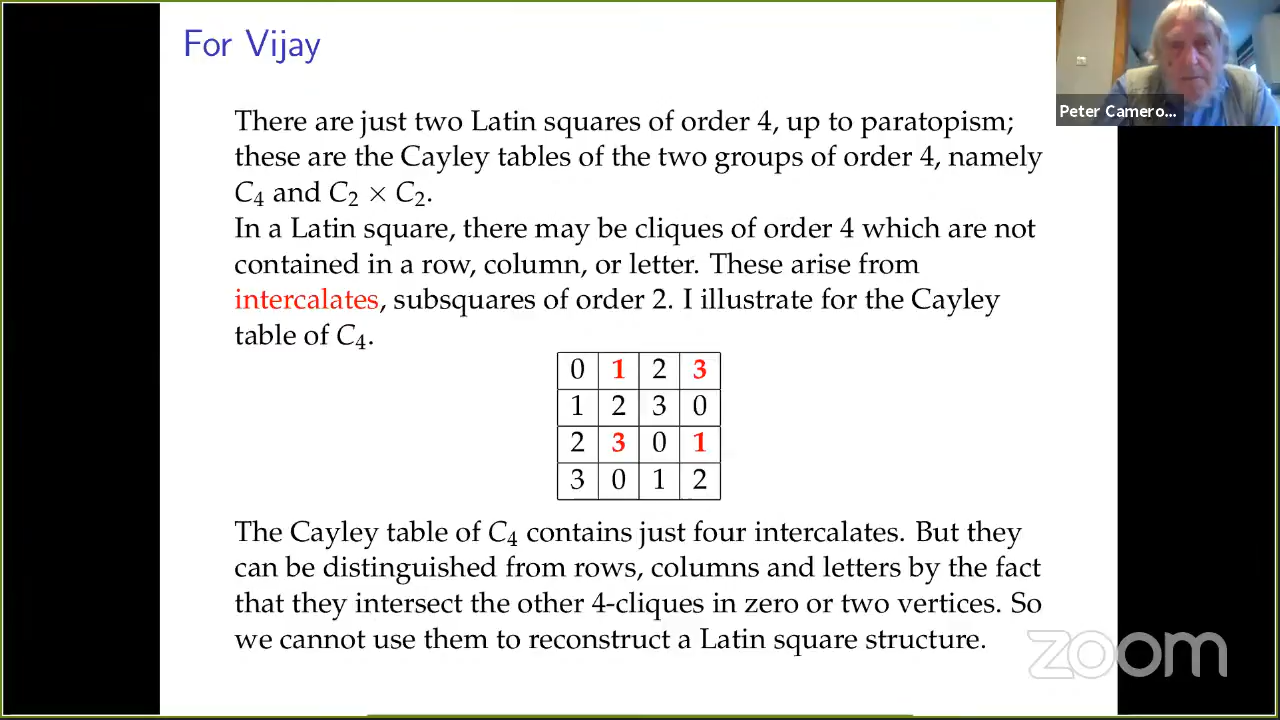 For Vijay
There are just two Latin squares of order 4, up to paratopism;
these are the Cayley tables of the two groups of order 4, namely
C₄ and C₂ × C₂.
In a Latin square, there may be cliques of order 4 which are not
contained in a row, column, or letter. These arise from
intercalates, subsquares of order 2. I illustrate for the Cayley
table of C₄.
0 1 2 3
1 2 3 0
2 3 0 1
3 0 1 2
The Cayley table of C₄ contains just four intercalates. But they
can be distinguished from rows, columns and letters by the fact
that they intersect the other 4-cliques in zero or two vertices. So
we cannot use them to reconstruct a Latin square structure.
Peter Camero...
zoom